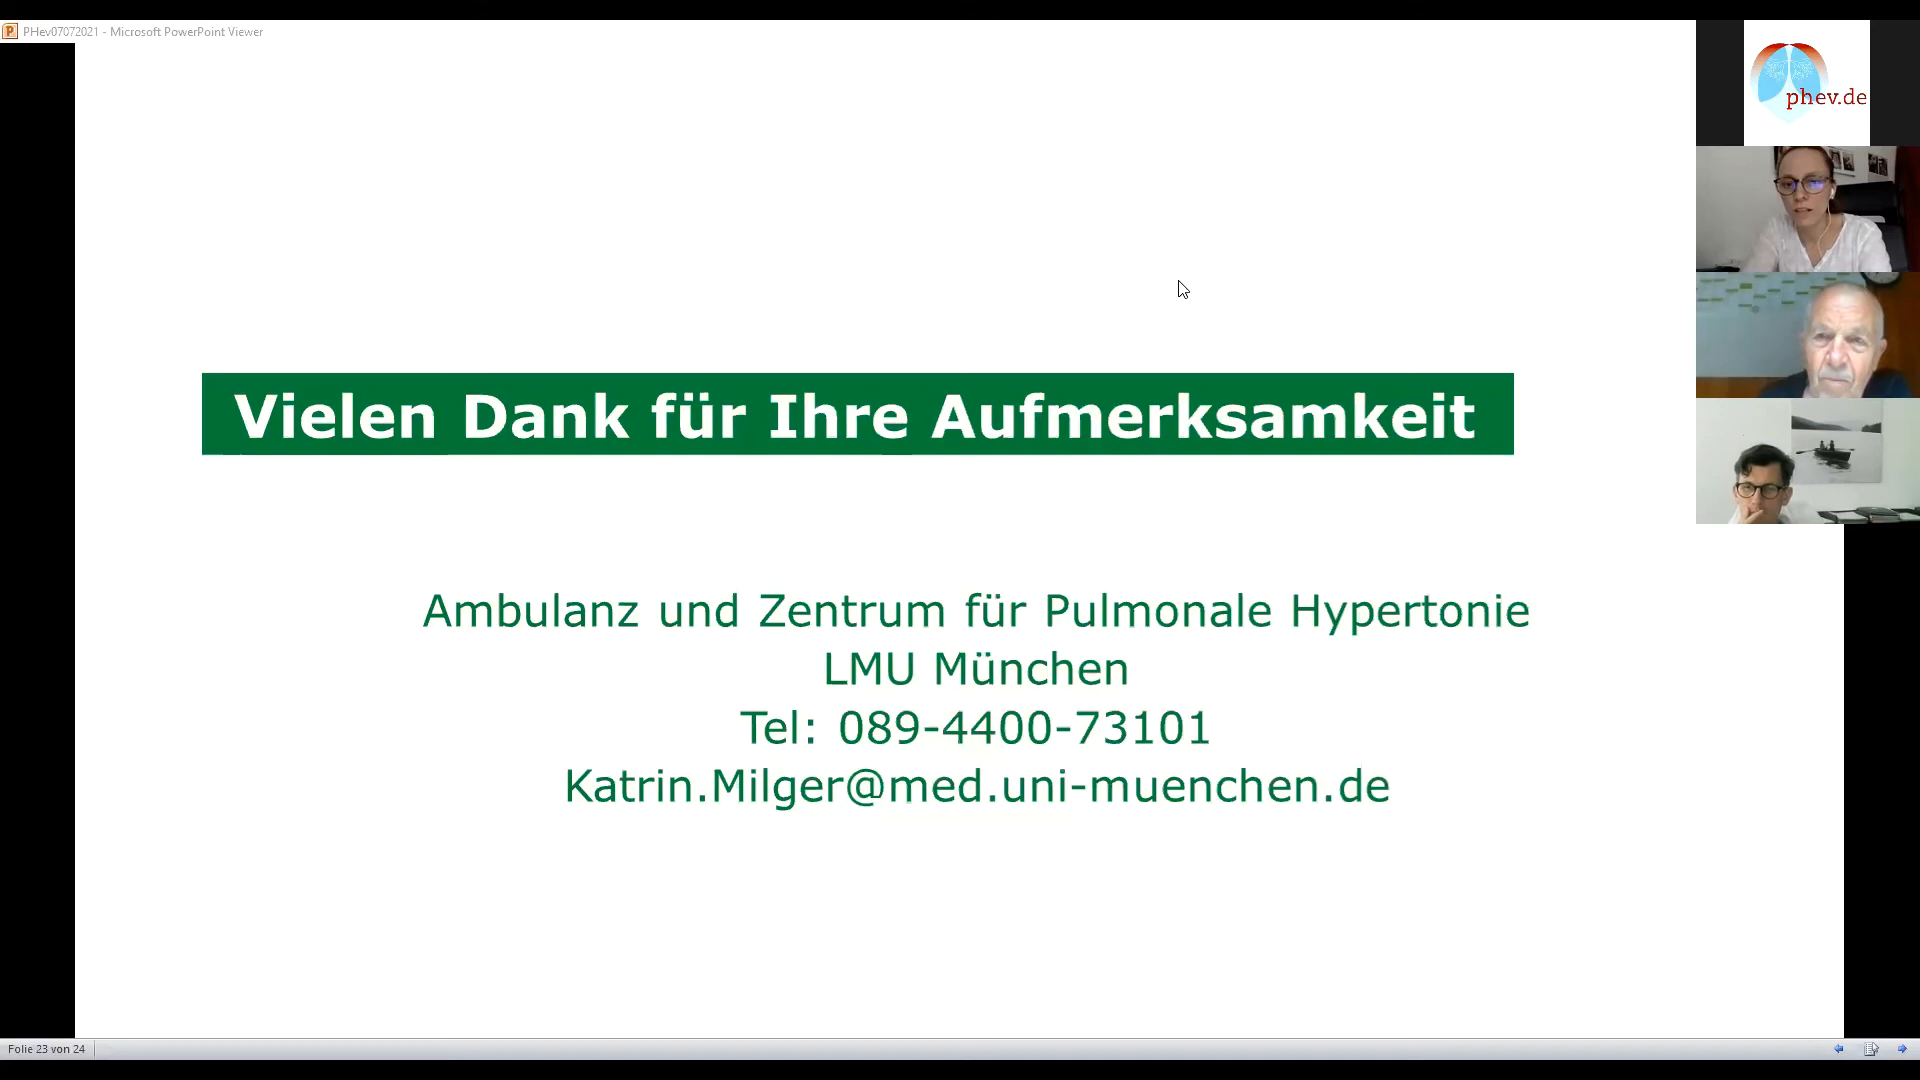 PHev07072021 - Microsoft PowerPoint Viewer
phev.de
Vielen Dank für Ihre Aufmerksamkeit
Ambulanz und Zentrum für Pulmonale Hypertonie
LMU München
Tel: 089-4400-73101
Katrin.Milger@med.uni-muenchen.de
Folie 23 von 24